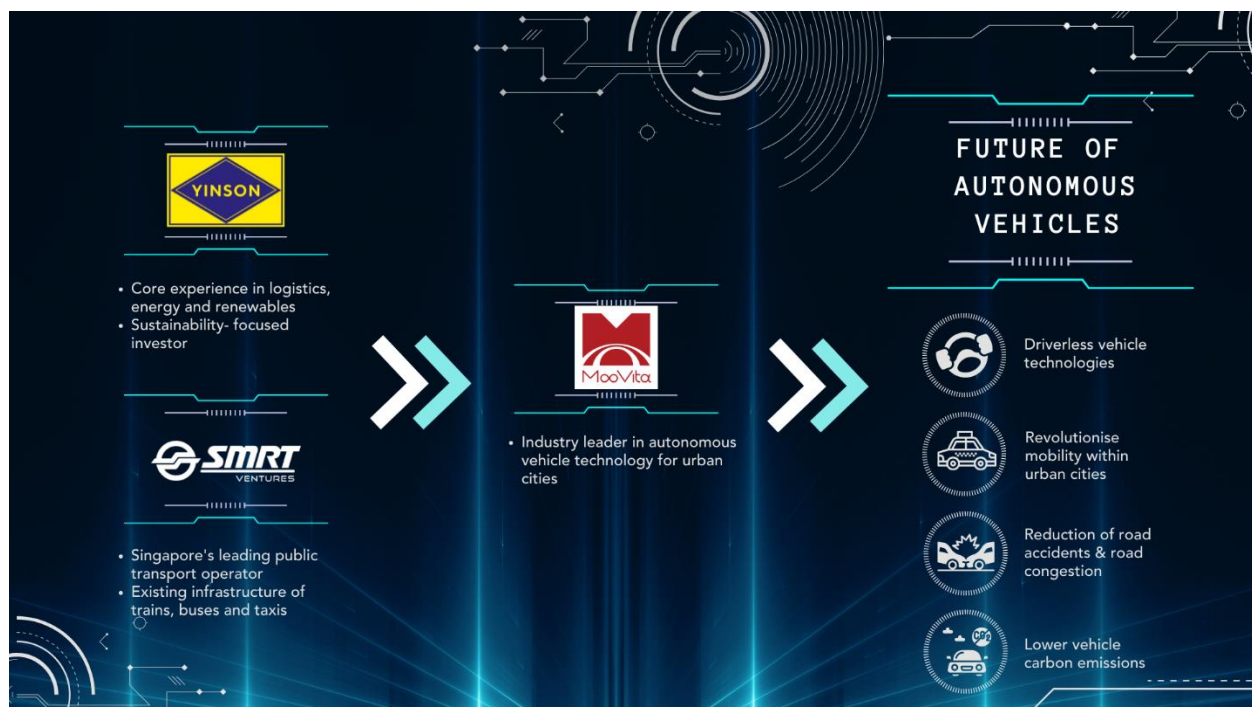 YINSON
• Core experience in logistics,
energy and renewables
• Sustainability- focused
investor
SMRT
VENTURES
• Singapore's leading public
transport operator
• Existing infrastructure of
trains, buses and taxis
MooVita
• Industry leader in autonomous
vehicle technology for urban
cities
FUTURE OF
AUTONOMOUS
VEHICLES
Driverless vehicle
technologies
Revolutionise
mobility within
urban cities
Reduction of road
accidents & road
congestion
CO2
Lower vehicle
carbon emissions